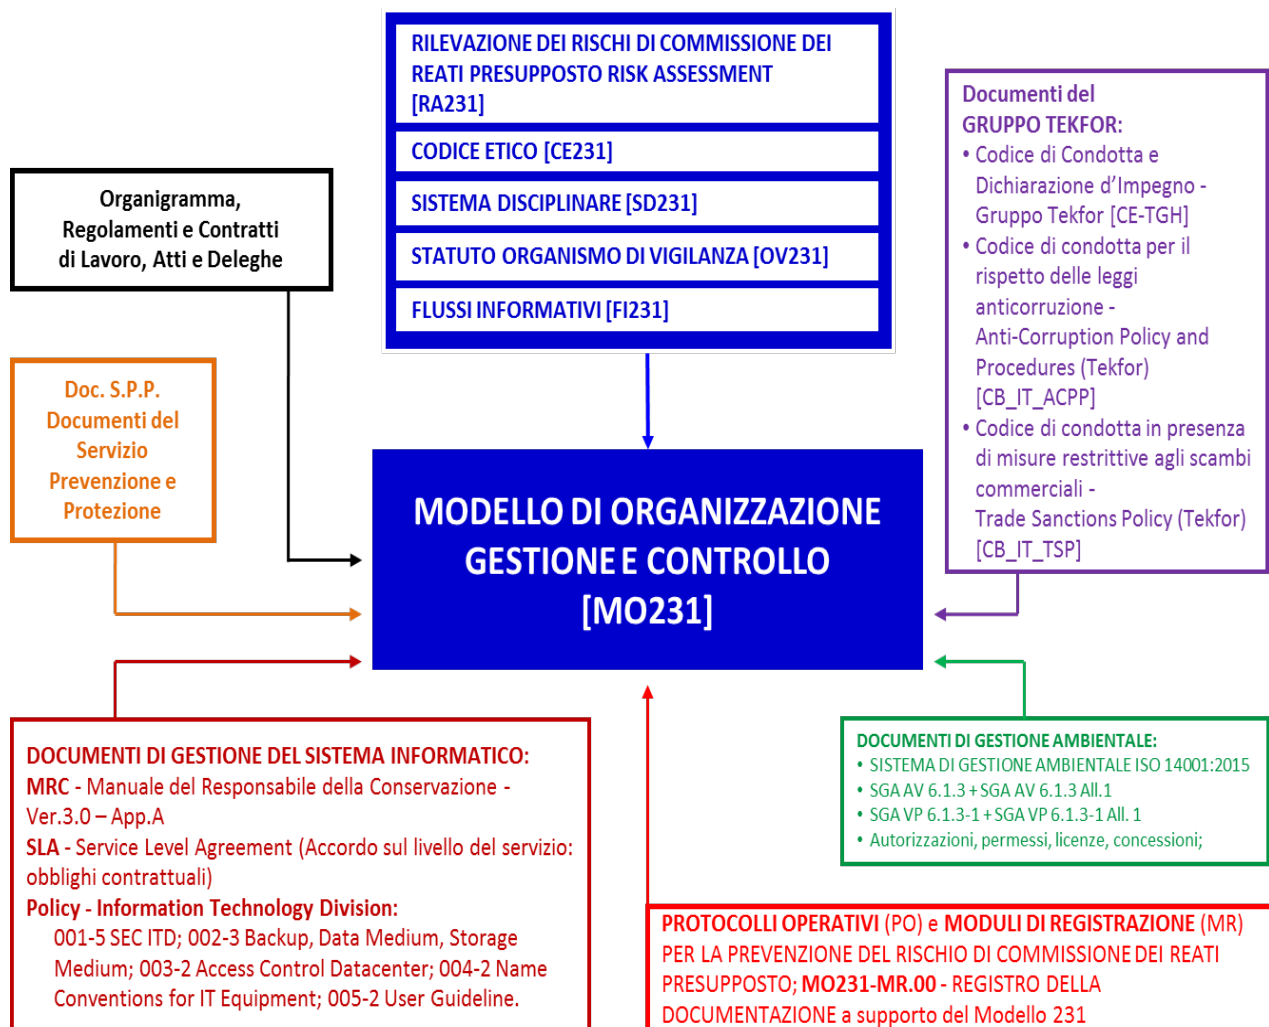 RILEVAZIONE DEI RISCHI DI COMMISSIONE DEI
REATI PRESUPPOSTO RISK ASSESSMENT
[RA231]
CODICE ETICO [CE231]
SISTEMA DISCIPLINARE [SD231]
STATUTO ORGANISMO DI VIGILANZA [OV231]
FLUSSI INFORMATIVI [FI231]
Organigramma,
Regolamenti e Contratti
di Lavoro, Atti e Deleghe
Documenti del
GRUPPO TEKFOR:
• Codice di Condotta e
Dichiarazione d'Impegno -
Gruppo Tekfor [CE-TGH]
• Codice di condotta per il
rispetto delle leggi
anticorruzione -
Anti-Corruption Policy and
Procedures (Tekfor)
[CB_IT_ACPP]
• Codice di condotta in presenza
di misure restrittive agli scambi
commerciali -
Trade Sanctions Policy (Tekfor)
[CB_IT_TSP]
Doc. S.P.P.
Documenti del
Servizio
Prevenzione e
Protezione
MODELLO DI ORGANIZZAZIONE
GESTIONE E CONTROLLO
[MO231]
DOCUMENTI DI GESTIONE DEL SISTEMA INFORMATICO:
MRC - Manuale del Responsabile della Conservazione -
Ver.3.0 – App.A
SLA - Service Level Agreement (Accordo sul livello del servizio:
obblighi contrattuali)
Policy - Information Technology Division:
001-5 SEC ITD; 002-3 Backup, Data Medium, Storage
Medium; 003-2 Access Control Datacenter; 004-2 Name
Conventions for IT Equipment; 005-2 User Guideline.
DOCUMENTI DI GESTIONE AMBIENTALE:
• SISTEMA DI GESTIONE AMBIENTALE ISO 14001:2015
• SGA AV 6.1.3 + SGA AV 6.1.3 All.1
• SGA VP 6.1.3-1 + SGA VP 6.1.3-1 All. 1
• Autorizzazioni, permessi, licenze, concessioni;
PROTOCOLLI OPERATIVI (PO) e MODULI DI REGISTRAZIONE (MR)
PER LA PREVENZIONE DEL RISCHIO DI COMMISSIONE DEI REATI
PRESUPPOSTO; MO231-MR.00 - REGISTRO DELLA
DOCUMENTAZIONE a supporto del Modello 231